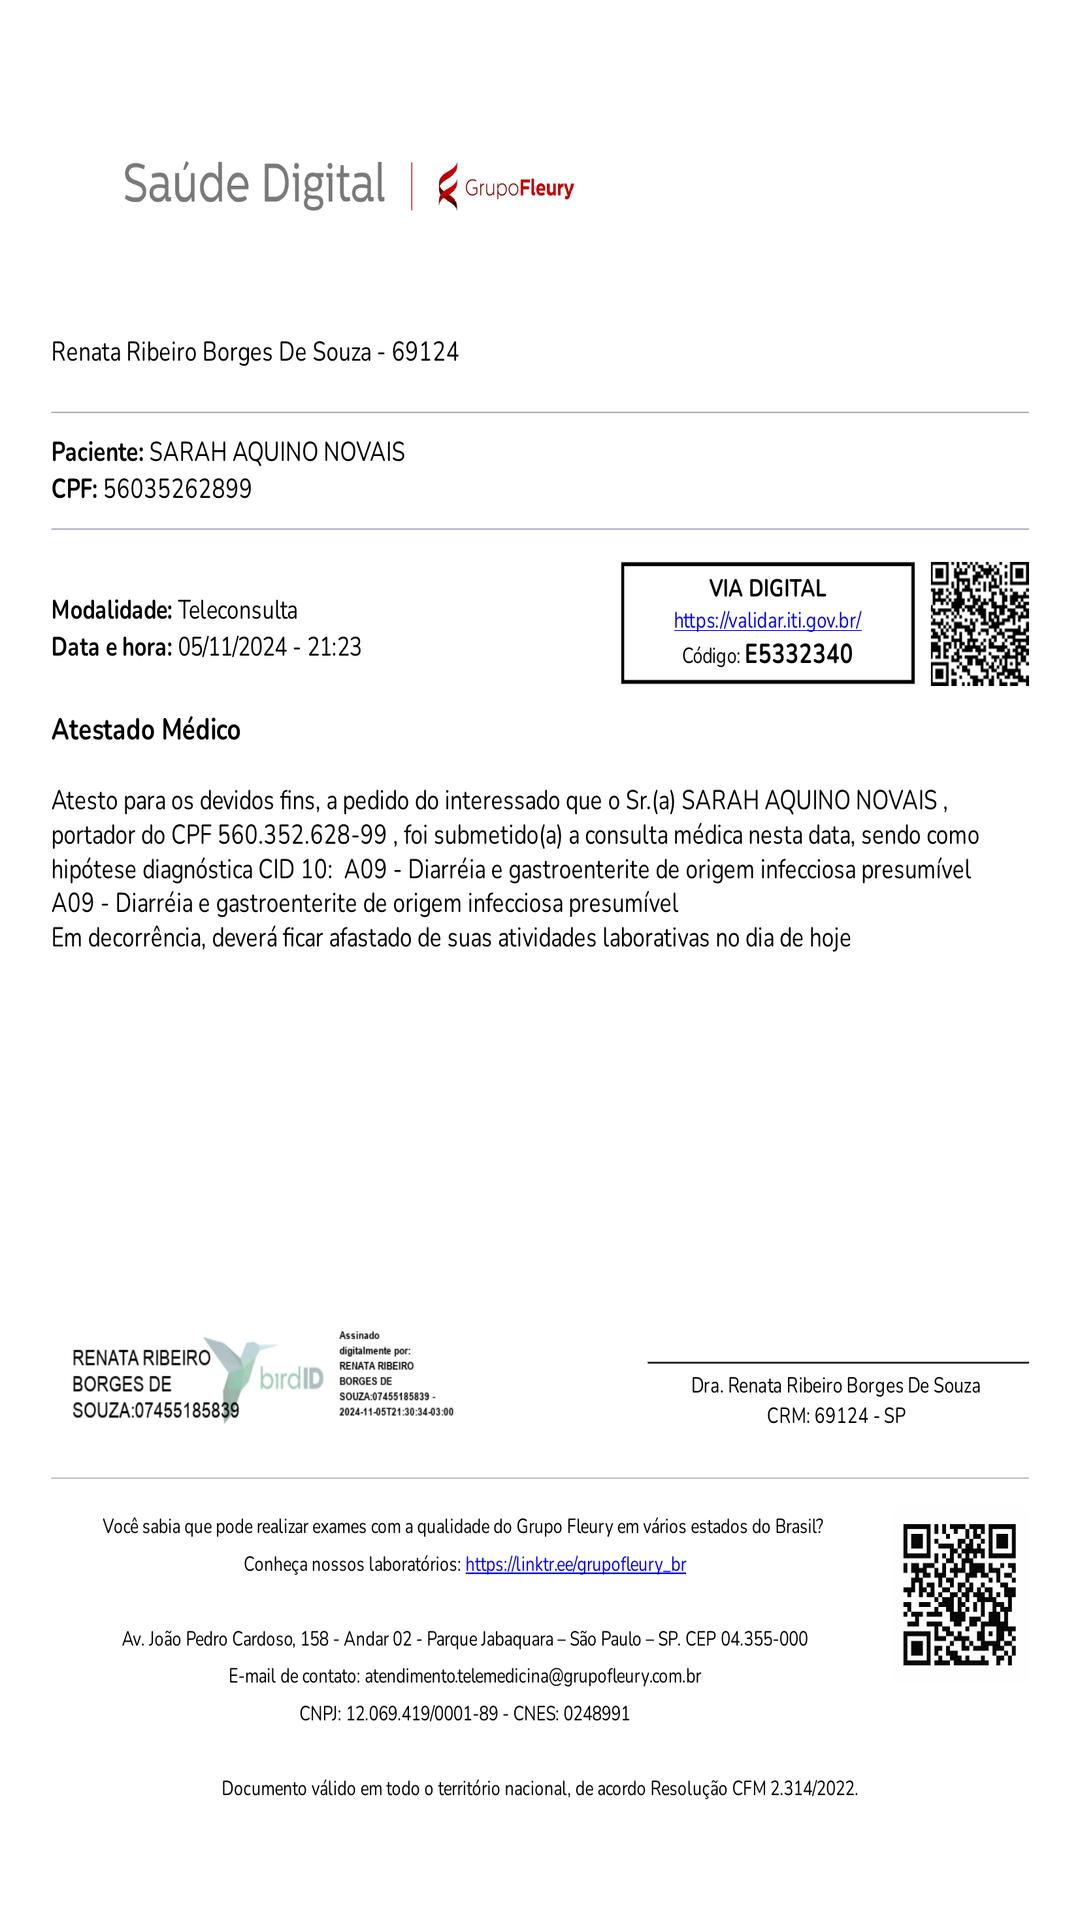 Saúde Digital | GrupoFleury
Renata Ribeiro Borges De Souza - 69124
Paciente: SARAH AQUINO NOVAIS
CPF: 56035262899
Modalidade: Teleconsulta
Data e hora: 05/11/2024 - 21:23
VIA DIGITAL
https://validar.iti.gov.br/
Código: E5332340
Atestado Médico
Atesto para os devidos fins, a pedido do interessado que o Sr.(a) SARAH AQUINO NOVAIS ,
portador do CPF 560.352.628-99 , foi submetido(a) a consulta médica nesta data, sendo como
hipótese diagnóstica CID 10:  A09 - Diarréia e gastroenterite de origem infecciosa presumível
A09 - Diarréia e gastroenterite de origem infecciosa presumível
Em decorrência, deverá ficar afastado de suas atividades laborativas no dia de hoje
RENATA RIBEIRO
BORGES DE
SOUZA:07455185839
birdID
Assinado
digitalmente por:
RENATA RIBEIRO
BORGES DE
SOUZA:07455185839 -
2024-11-05T21:30:34-03:00
Dra. Renata Ribeiro Borges De Souza
CRM: 69124 - SP
Você sabia que pode realizar exames com a qualidade do Grupo Fleury em vários estados do Brasil?
Conheça nossos laboratórios: https://linktr.ee/grupofleury_br
Av. João Pedro Cardoso, 158 - Andar 02 - Parque Jabaquara – São Paulo – SP. CEP 04.355-000
E-mail de contato: atendimento.telemedicina@grupofleury.com.br
CNPJ: 12.069.419/0001-89 - CNES: 0248991
Documento válido em todo o território nacional, de acordo Resolução CFM 2.314/2022.